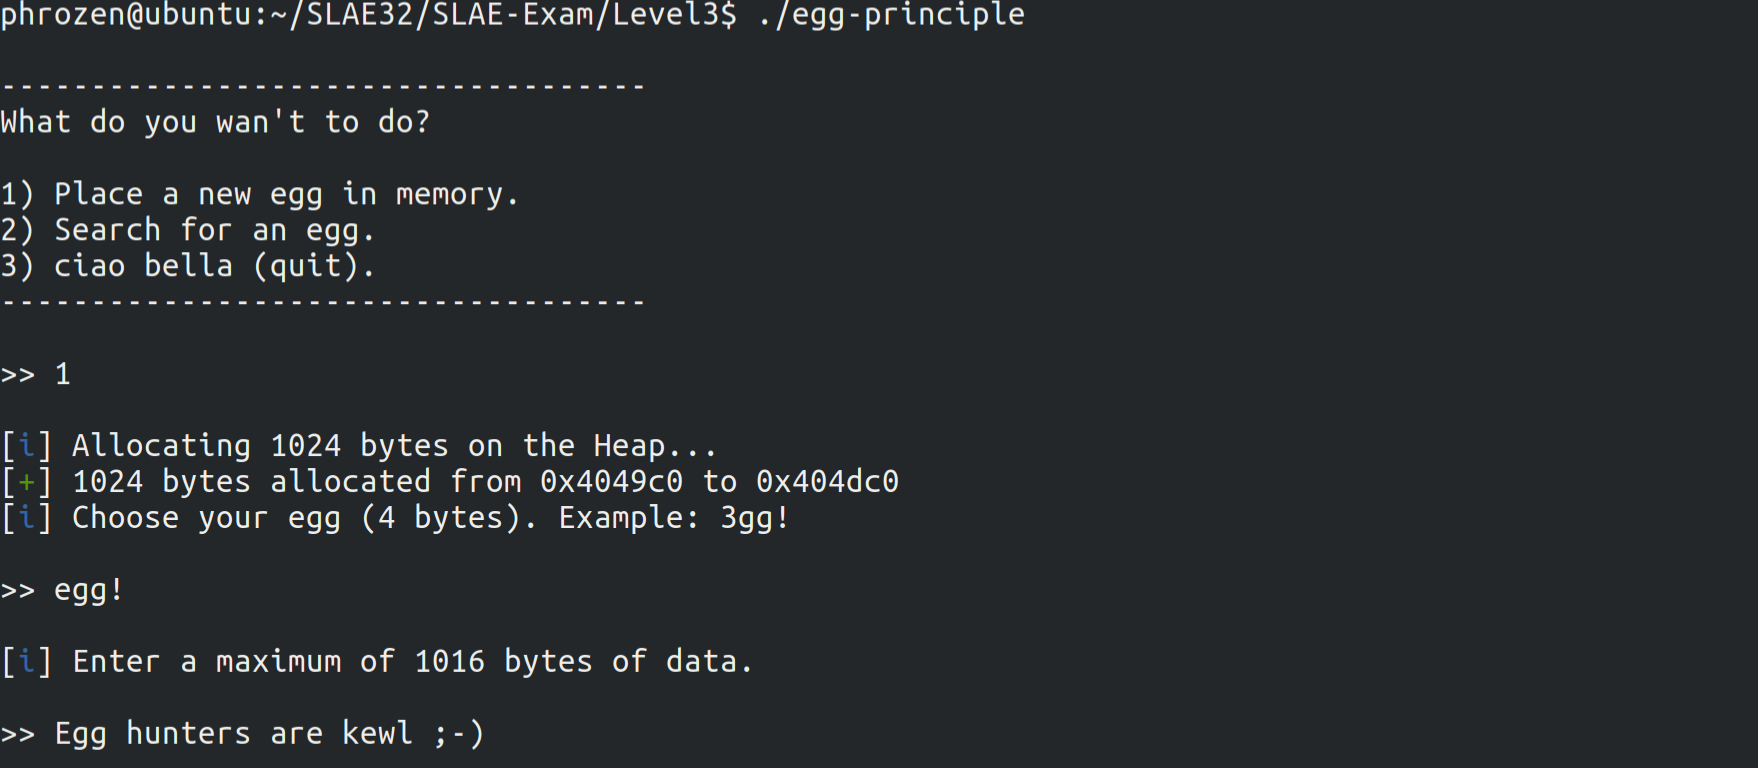 phrozen@ubuntu:~/SLAE32/SLAE-Exam/Level3$ ./egg-principle
------------------------------------
What do you wan't to do?
1) Place a new egg in memory.
2) Search for an egg.
3) ciao bella (quit).
------------------------------------
>> 1
[i] Allocating 1024 bytes on the Heap...
[+] 1024 bytes allocated from 0x4049c0 to 0x404dc0
[i] Choose your egg (4 bytes). Example: 3gg!
>> egg!
[i] Enter a maximum of 1016 bytes of data.
>> Egg hunters are kewl ;-)